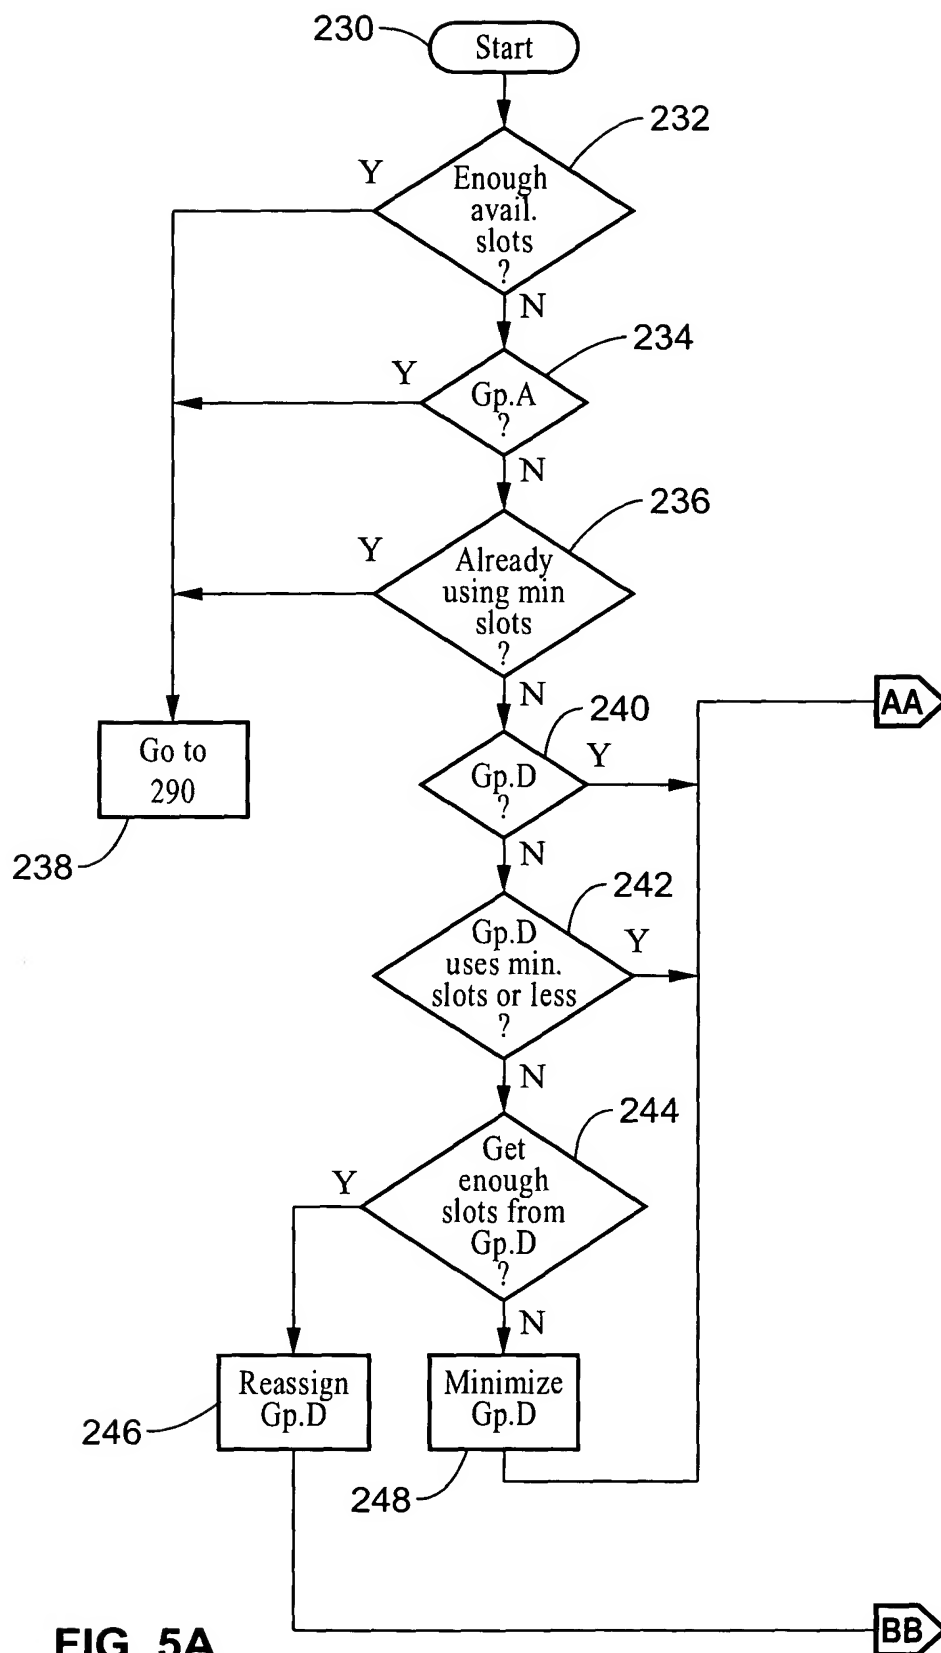 230
Start
232
Y
Enough
avail.
slots
?
N
234
Y
Gp.A
?
N
236
Y
Already
using min
slots
?
N
AA
240
Go to
290
Gp.D
?
Y
238
N
242
Gp.D
uses min.
slots or less
?
Y
N
244
Y
Get
enough
slots from
Gp.D
?
N
Reassign
Gp.D
Minimize
Gp.D
246
248
FIG. 5A
BB